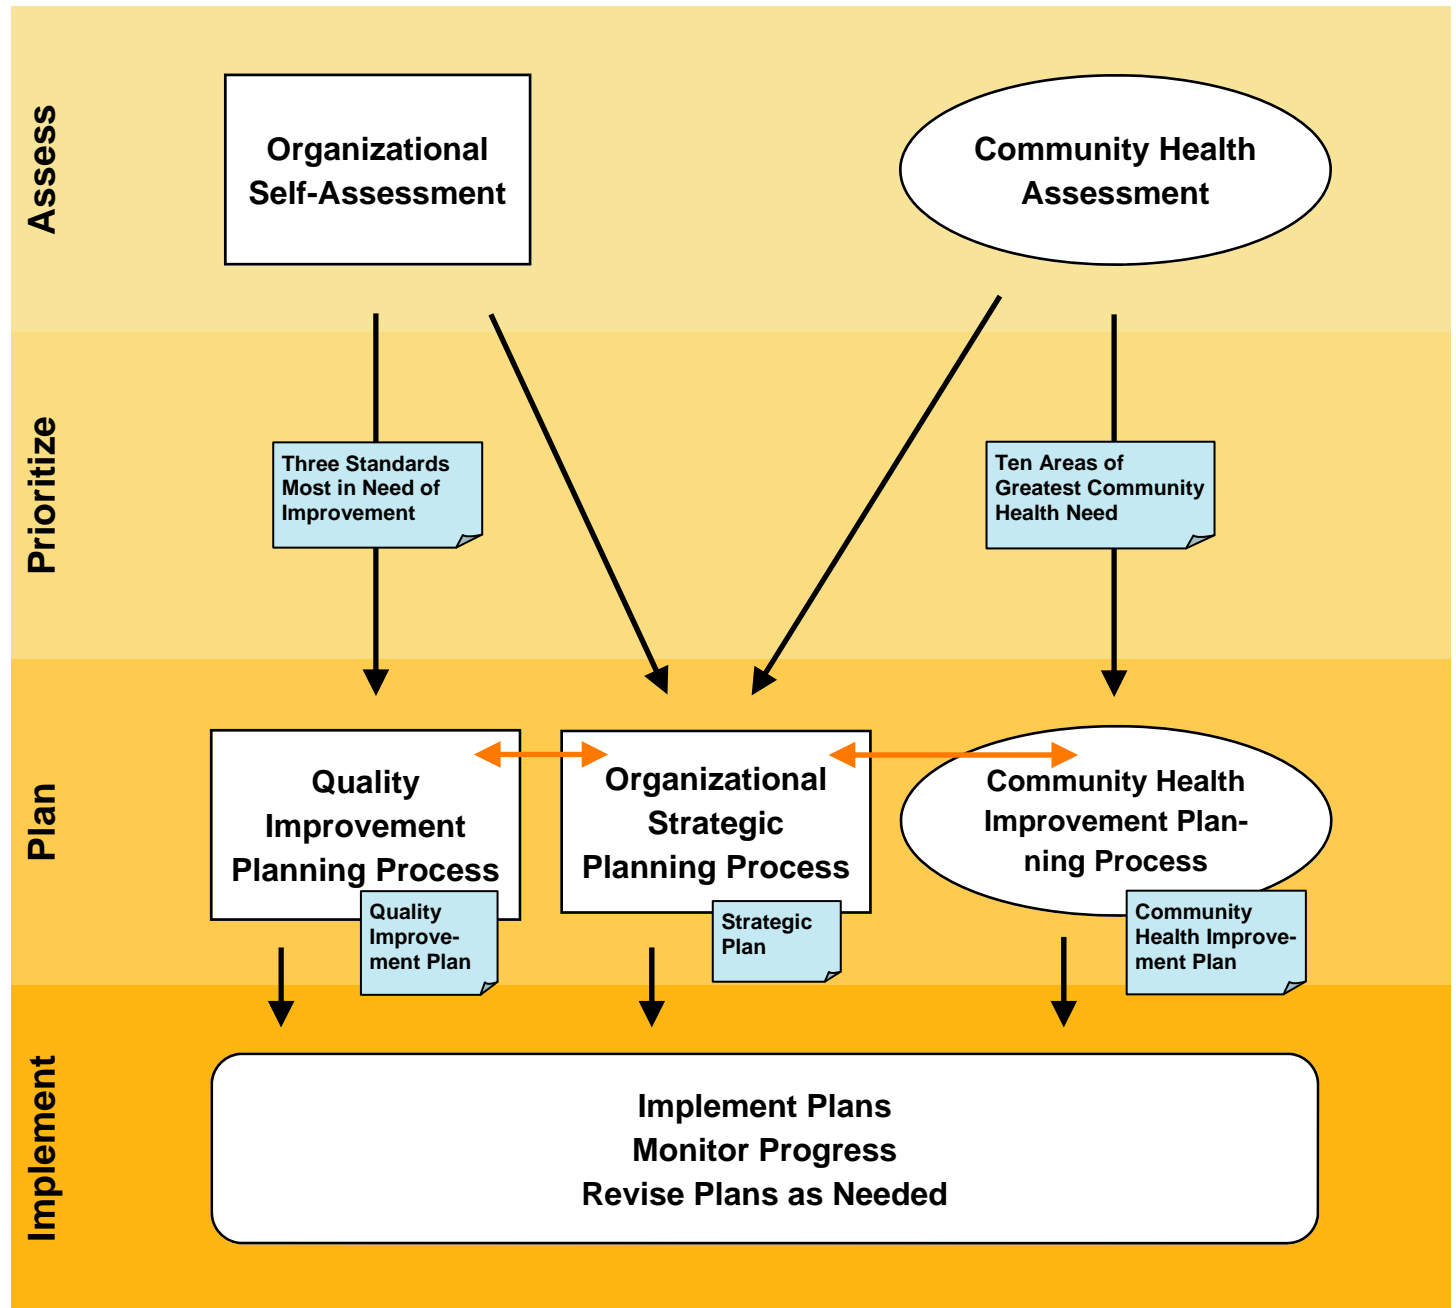 Assess
Organizational
Self-Assessment
Community Health
Assessment
Prioritize
Three Standards
Most in Need of
Improvement
Ten Areas of
Greatest Community
Health Need
Plan
Quality
Improvement
Planning Process
Organizational
Strategic
Planning Process
Community Health
Improvement Plan-
ning Process
Quality
Improve-
ment Plan
Strategic
Plan
Community
Health Improve-
ment Plan
Implement
Implement Plans
Monitor Progress
Revise Plans as Needed